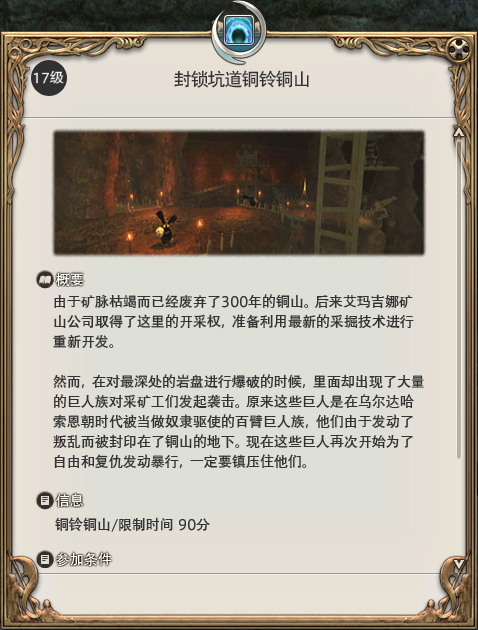 17级
封锁坑道铜铃铜山
概要
由于矿脉枯竭而已经废弃了300年的铜山。后来艾玛吉娜矿
山公司取得了这里的开采权，准备利用最新的采掘技术进行
重新开发。
然而，在对最深处的岩盘进行爆破的时候，里面却出现了大量
的巨人族对采矿工们发起袭击。原来这些巨人是在乌尔达哈
索恩朝时代被当做奴隶驱使的百臂巨人族，他们由于发动了
叛乱而被封印在了铜山的地下。现在这些巨人再次开始为了
自由和复仇发动暴行，一定要镇压住他们。
信息
铜铃铜山/限制时间 90分
参加条件